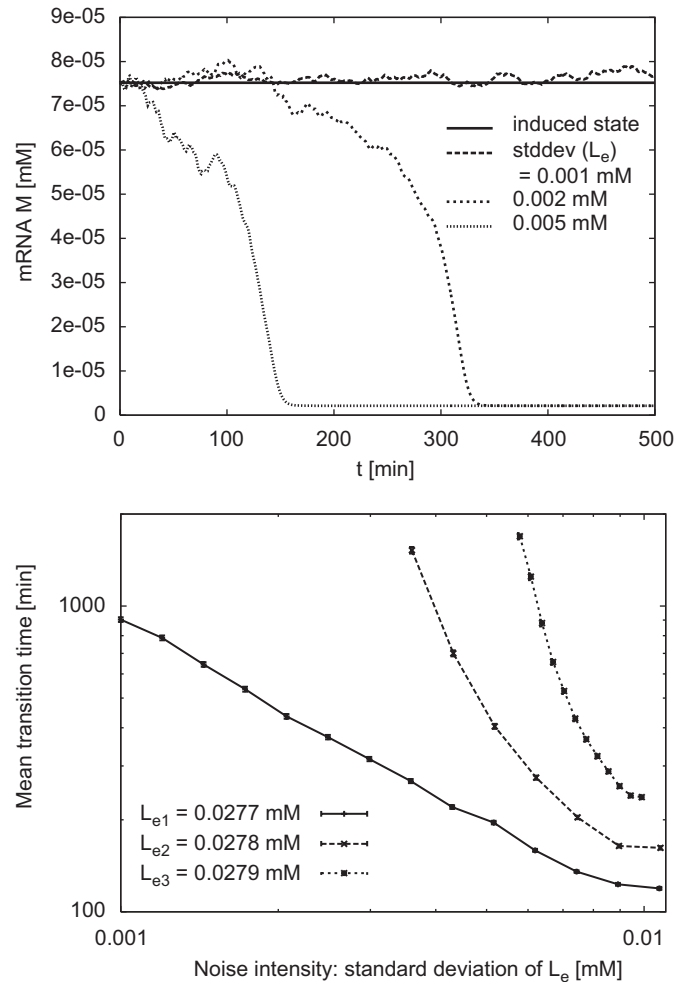 9e-05
8e-05
7e-05
6e-05
5e-05
4e-05
3e-05
2e-05
1e-05
0
mRNA M [mM]
induced state
stddev (Le)
= 0.001 mM
0.002 mM
0.005 mM
0 100 200 300 400 500
t [min]
Mean transition time [min]
1000
100
Le1 = 0.0277 mM
Le2 = 0.0278 mM
Le3 = 0.0279 mM
0.001 0.01
Noise intensity: standard deviation of Le [mM]